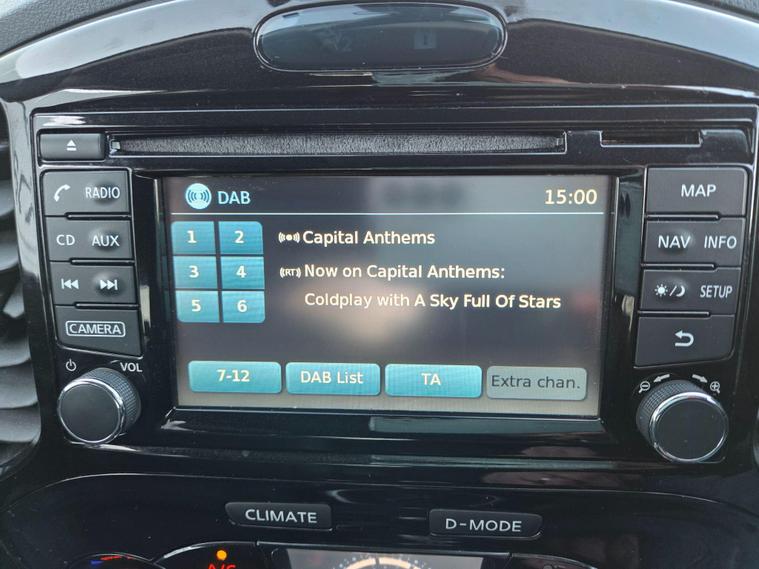 DAB 15:00
RADIO
CD AUX
CAMERA
VOL
1 2
3 4
5 6
Capital Anthems
(RT) Now on Capital Anthems:
Coldplay with A Sky Full Of Stars
7-12 DAB List TA Extra chan.
MAP
NAV INFO
SETUP
CLIMATE D-MODE
A/C